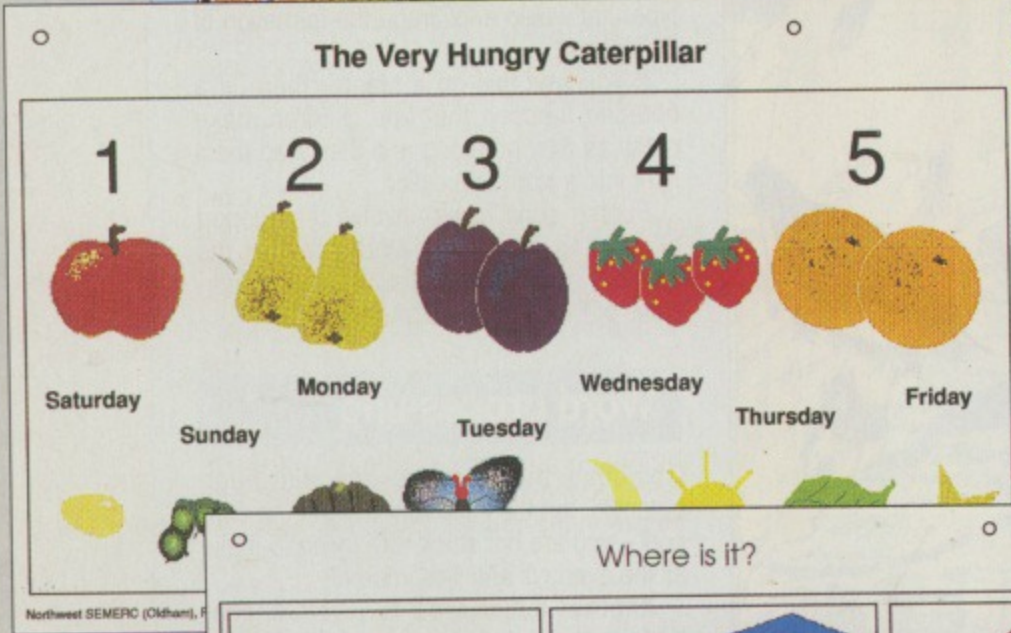 The Very Hungry Caterpillar
1 2 3 4 5
Saturday Monday Wednesday Friday
Sunday Tuesday Thursday
Where is it?
Northwest SEMERC (Oldham),